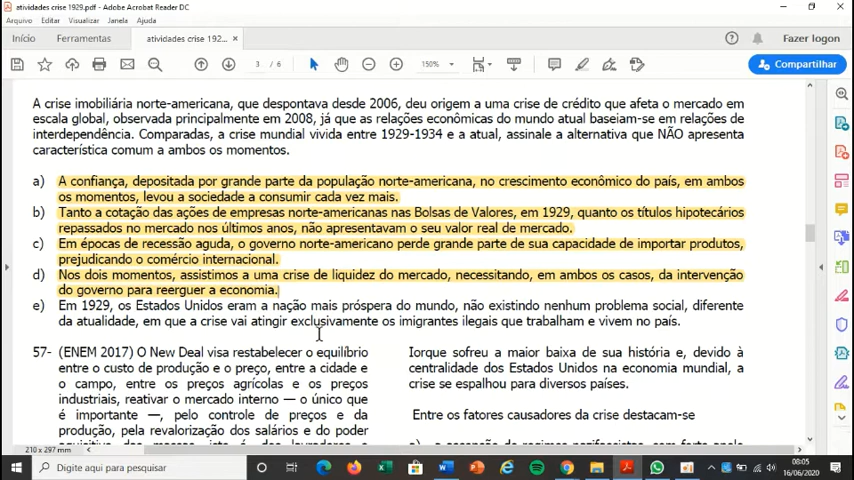 atividades crise 1929.pdf - Adobe Acrobat Reader DC
Arquivo Editar Visualizar Janela Ajuda
Início Ferramentas atividades crise 192... × Fazer logon
3 / 6 150% Compartilhar
A crise imobiliária norte-americana, que despontava desde 2006, deu origem a uma crise de crédito que afeta o mercado em
escala global, observada principalmente em 2008, já que as relações econômicas do mundo atual baseiam-se em relações de
interdependência. Comparadas, a crise mundial vivida entre 1929-1934 e a atual, assinale a alternativa que NÃO apresenta
característica comum a ambos os momentos.
a) A confiança, depositada por grande parte da população norte-americana, no crescimento econômico do país, em ambos
os momentos, levou a sociedade a consumir cada vez mais.
b) Tanto a cotação das ações de empresas norte-americanas nas Bolsas de Valores, em 1929, quanto os títulos hipotecários
repassados no mercado nos últimos anos, não apresentavam o seu valor real de mercado.
c) Em épocas de recessão aguda, o governo norte-americano perde grande parte de sua capacidade de importar produtos,
prejudicando o comércio internacional.
d) Nos dois momentos, assistimos a uma crise de liquidez do mercado, necessitando, em ambos os casos, da intervenção
do governo para reerguer a economia.
e) Em 1929, os Estados Unidos eram a nação mais próspera do mundo, não existindo nenhum problema social, diferente
da atualidade, em que a crise vai atingir exclusivamente os imigrantes ilegais que trabalham e vivem no país.
57- (ENEM 2017) O New Deal visa restabelecer o equilíbrio
entre o custo de produção e o preço, entre a cidade e
o campo, entre os preços agrícolas e os preços
industriais, reativar o mercado interno — o único que
é importante —, pelo controle de preços e da
produção, pela revalorização dos salários e do poder
aquisitivo das massas, isto é, dos lavradores e
Iorque sofreu a maior baixa de sua história e, devido à
centralidade dos Estados Unidos na economia mundial, a
crise se espalhou para diversos países.
Entre os fatores causadores da crise destacam-se
a) a ascensão de regimes nazifascistas, com forte apelo
210 x 297 mm
Digite aqui para pesquisar
08:05
16/06/2020